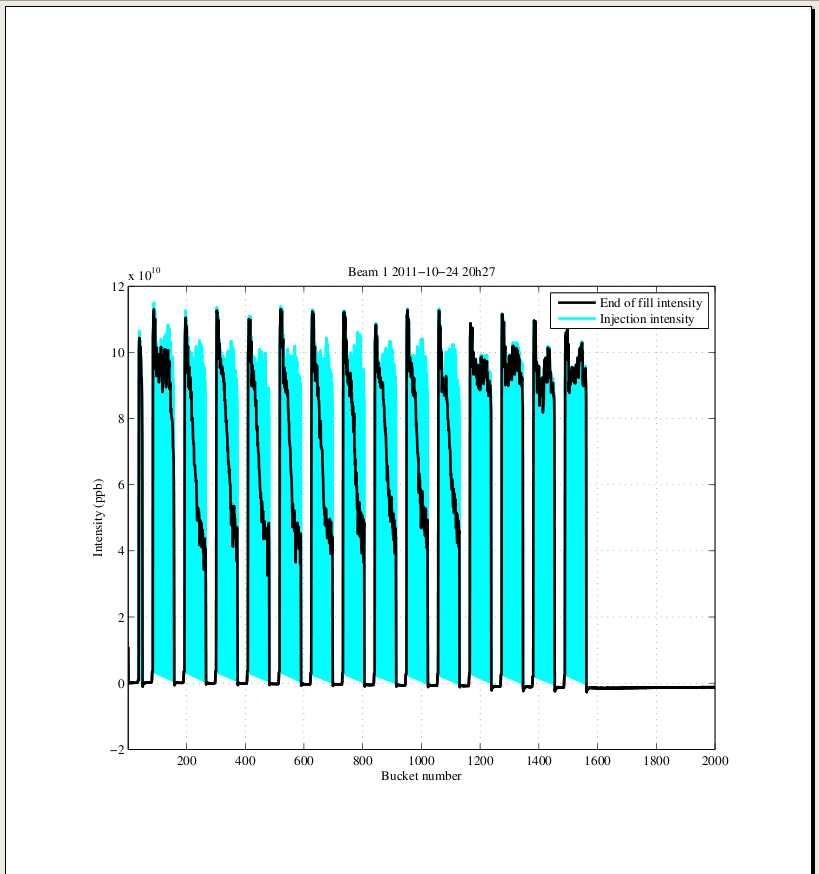 Beam 1 2011−10−24 20h27
x 10^10
End of fill intensity
Injection intensity
12
10
8
6
4
2
0
−2
Intensity (ppb)
200 400 600 800 1000 1200 1400 1600 1800 2000
Bucket number